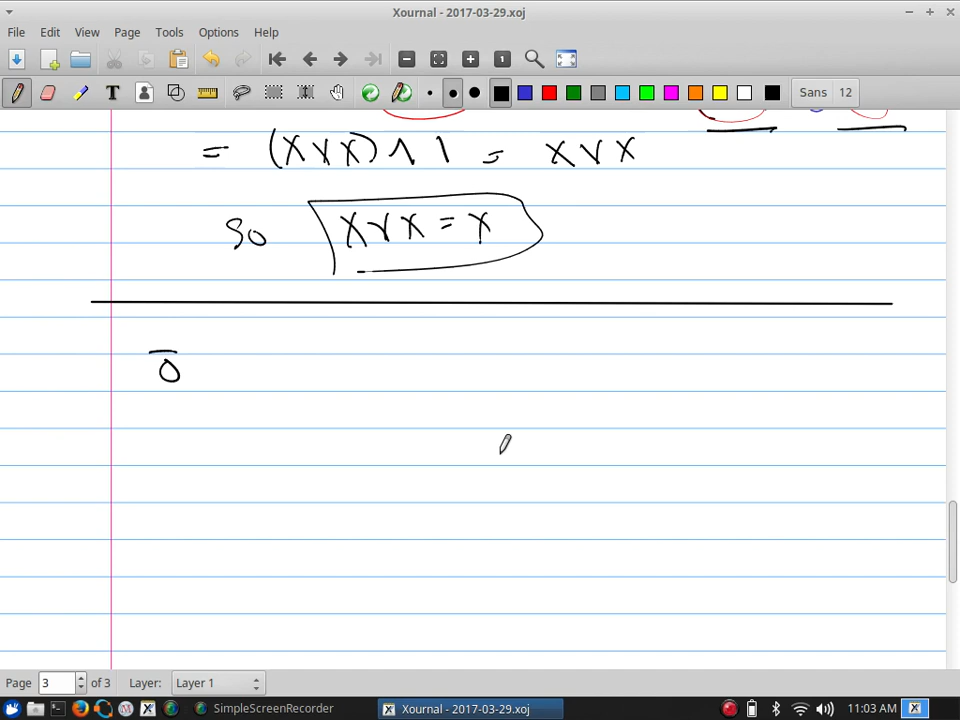 Xournal - 2017-03-29.xoj
File Edit View Page Tools Options Help
Sans 12
= (X∨X) ∧ 1 = X∨X
So X∨X = X
0̅
Page 3 of 3 Layer: Layer 1
SimpleScreenRecorder Xournal - 2017-03-29.xoj 11:03 AM